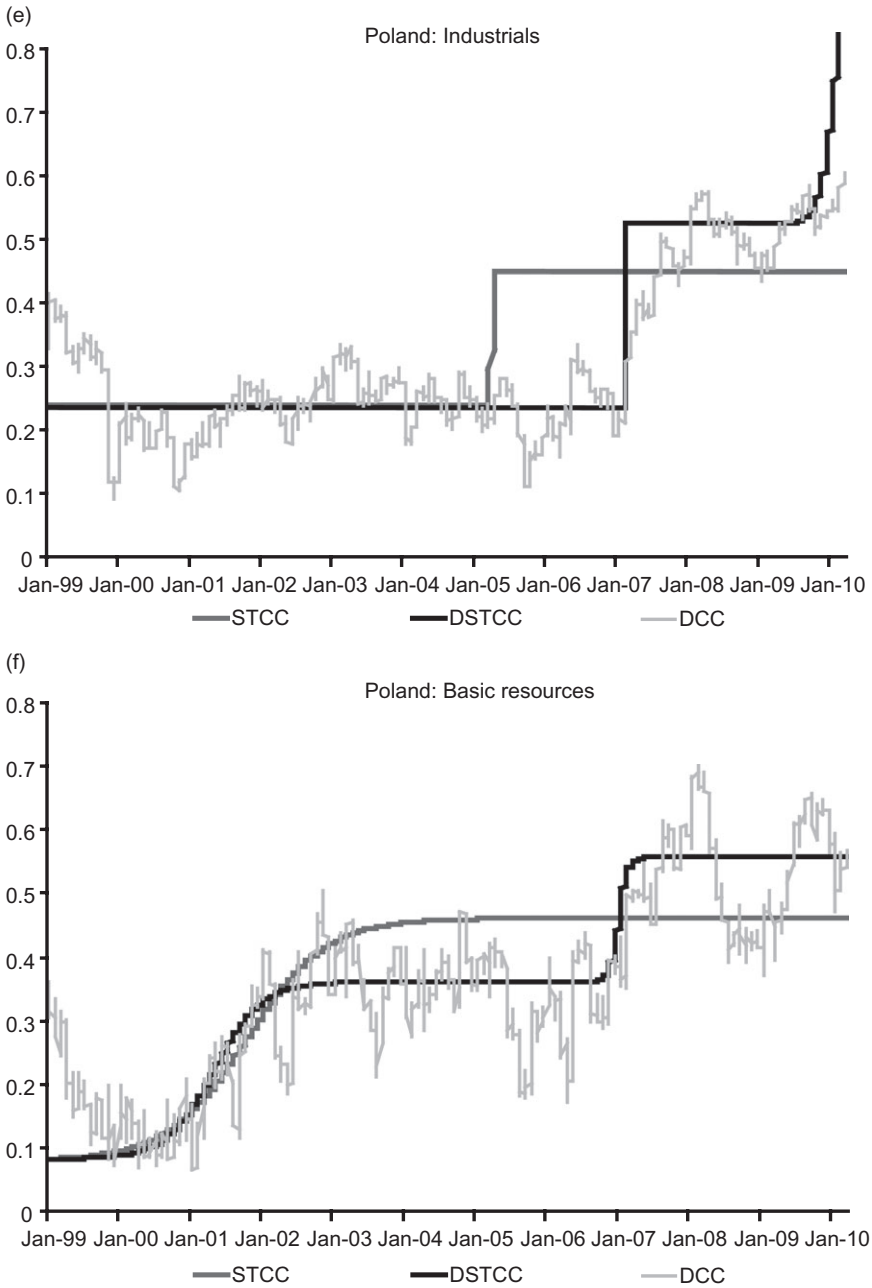 (e)
Poland: Industrials
0.8
0.7
0.6
0.5
0.4
0.3
0.2
0.1
0
Jan-99 Jan-00 Jan-01 Jan-02 Jan-03 Jan-04 Jan-05 Jan-06 Jan-07 Jan-08 Jan-09 Jan-10
STCC DSTCC DCC
(f)
Poland: Basic resources
0.8
0.7
0.6
0.5
0.4
0.3
0.2
0.1
0
Jan-99 Jan-00 Jan-01 Jan-02 Jan-03 Jan-04 Jan-05 Jan-06 Jan-07 Jan-08 Jan-09 Jan-10
STCC DSTCC DCC